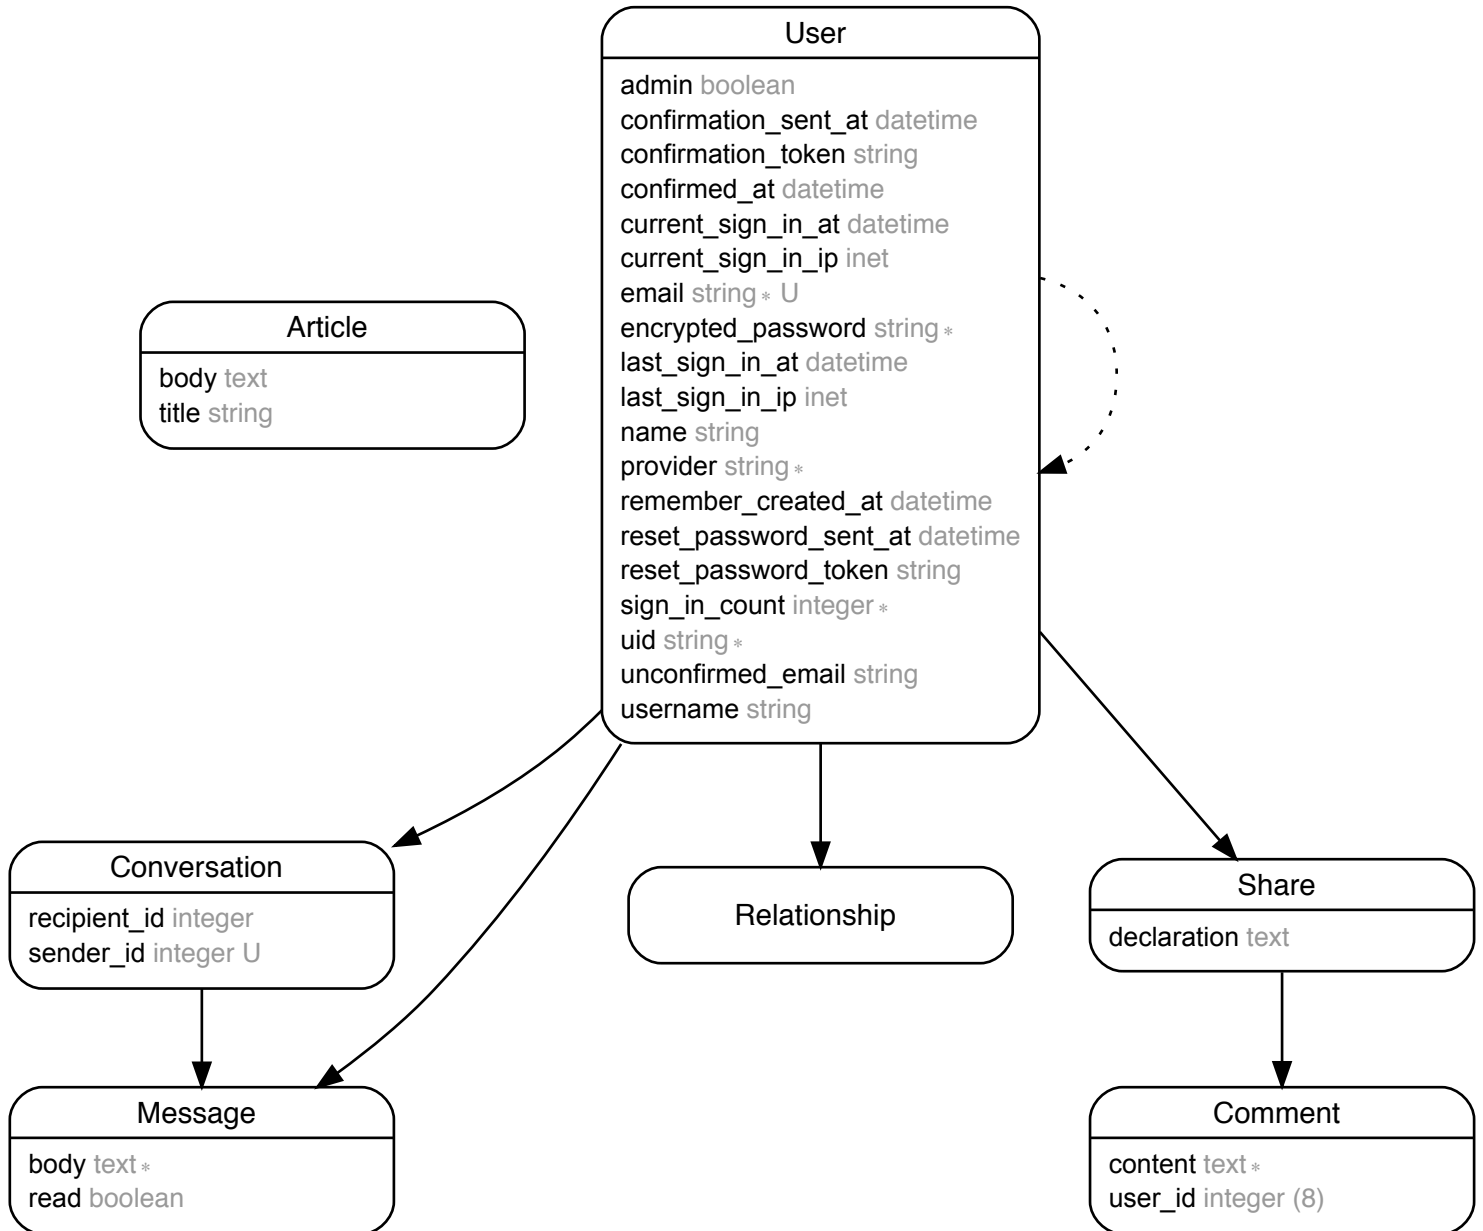 User
admin boolean
confirmation_sent_at datetime
confirmation_token string
confirmed_at datetime
current_sign_in_at datetime
current_sign_in_ip inet
email string * U
encrypted_password string *
last_sign_in_at datetime
last_sign_in_ip inet
name string
provider string *
remember_created_at datetime
reset_password_sent_at datetime
reset_password_token string
sign_in_count integer *
uid string *
unconfirmed_email string
username string
Article
body text
title string
Conversation
recipient_id integer
sender_id integer U
Relationship
Share
declaration text
Message
body text *
read boolean
Comment
content text *
user_id integer (8)